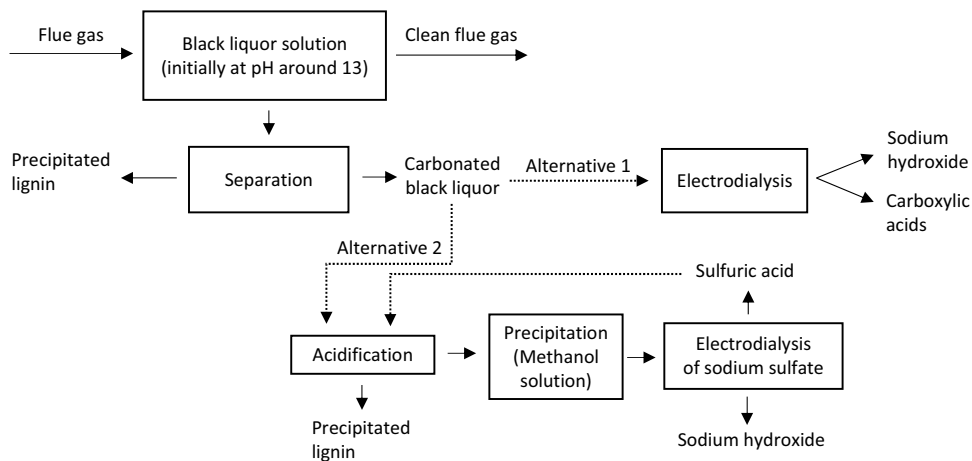 Flue gas
Black liquor solution
(initially at pH around 13)
Clean flue gas
Precipitated
lignin
Separation
Carbonated
black liquor
Alternative 1
Electrodialysis
Sodium
hydroxide
Carboxylic
acids
Alternative 2
Sulfuric acid
Acidification
Precipitation
(Methanol
solution)
Electrodialysis
of sodium sulfate
Precipitated
lignin
Sodium hydroxide